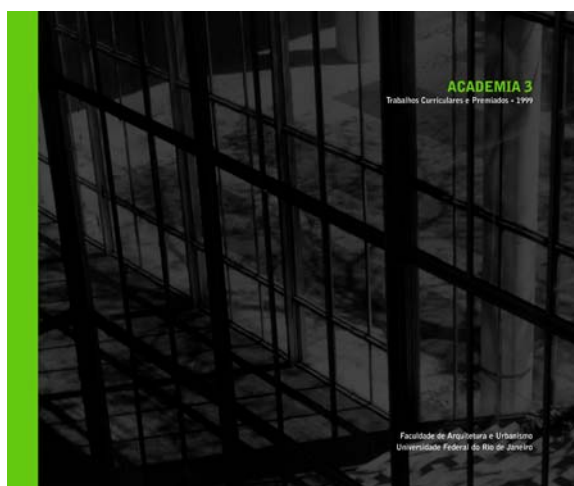 ACADEMIA 3
Trabalhos Curriculares e Premiados • 1999
Faculdade de Arquitetura e Urbanismo
Universidade Federal do Rio de Janeiro